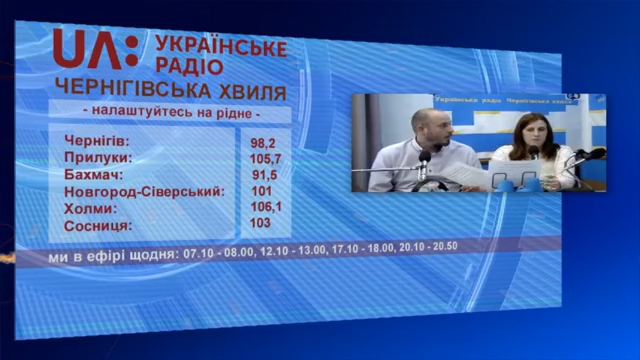 UA:
УКРАЇНСЬКЕ
РАДІО
ЧЕРНІГІВСЬКА ХВИЛЯ
- налаштуйтесь на рідне -
Чернігів: 98,2
Прилуки: 105,7
Бахмач: 91,5
Новгород-Сіверський: 101
Холми: 106,1
Сосниця: 103
ми в ефірі щодня: 07.10 - 08.00, 12.10 - 13.00, 17.10 - 18.00, 20.10 - 20.50
Українське радіо Чернігівська хвиля